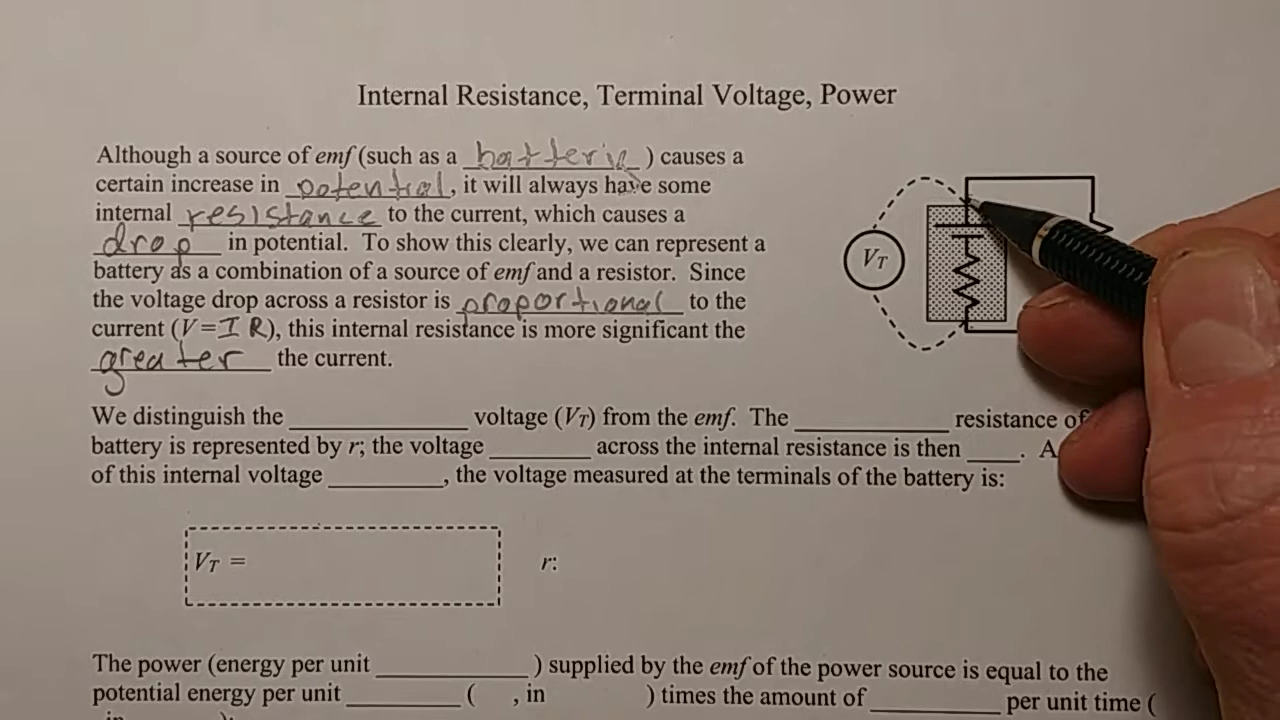 Internal Resistance, Terminal Voltage, Power
Although a source of emf (such as a battery) causes a
certain increase in potential, it will always have some
internal resistance to the current, which causes a
drop in potential. To show this clearly, we can represent a
battery as a combination of a source of emf and a resistor. Since
the voltage drop across a resistor is proportional to the
current (V=IR), this internal resistance is more significant the
greater the current.
VT
We distinguish the ____________ voltage (VT) from the emf. The ____________ resistance of
battery is represented by r; the voltage ________ across the internal resistance is then ____. A
of this internal voltage _________, the voltage measured at the terminals of the battery is:
VT =
r:
The power (energy per unit ____________) supplied by the emf of the power source is equal to the
potential energy per unit _________ ( , in ) times the amount of __________ per unit time (